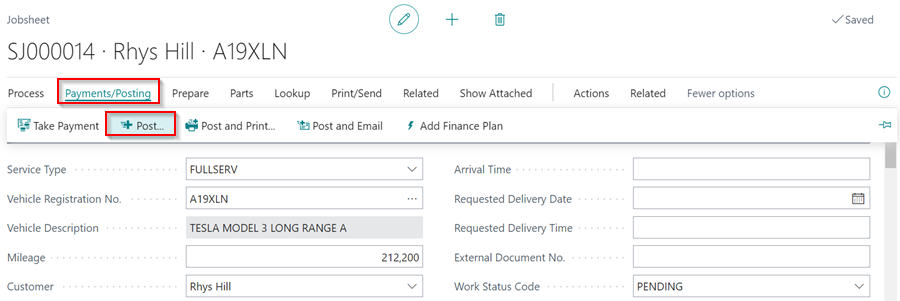 Jobsheet
Saved
SJ000014 · Rhys Hill · A19XLN
Process Payments/Posting Prepare Parts Lookup Print/Send Related Show Attached Actions Related Fewer options
Take Payment Post... Post and Print... Post and Email Add Finance Plan
Service Type FULLSERV Arrival Time
Vehicle Registration No. A19XLN ... Requested Delivery Date
Vehicle Description TESLA MODEL 3 LONG RANGE A Requested Delivery Time
Mileage 212,200 External Document No.
Customer Rhys Hill Work Status Code PENDING